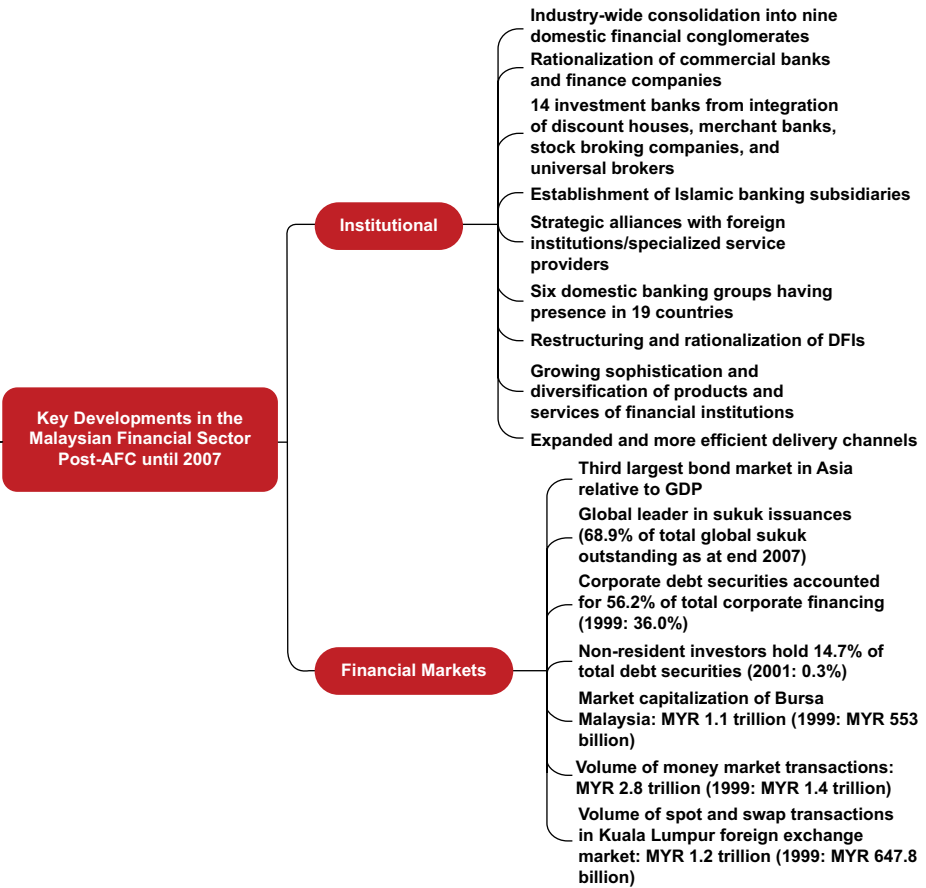 Industry-wide consolidation into nine
domestic financial conglomerates
Rationalization of commercial banks
and finance companies
14 investment banks from integration
of discount houses, merchant banks,
stock broking companies, and
universal brokers
Establishment of Islamic banking subsidiaries
Institutional
Strategic alliances with foreign
institutions/specialized service
providers
Six domestic banking groups having
presence in 19 countries
Restructuring and rationalization of DFIs
Growing sophistication and
diversification of products and
services of financial institutions
Key Developments in the
Malaysian Financial Sector
Post-AFC until 2007
Expanded and more efficient delivery channels
Third largest bond market in Asia
relative to GDP
Global leader in sukuk issuances
(68.9% of total global sukuk
outstanding as at end 2007)
Corporate debt securities accounted
for 56.2% of total corporate financing
(1999: 36.0%)
Financial Markets
Non-resident investors hold 14.7% of
total debt securities (2001: 0.3%)
Market capitalization of Bursa
Malaysia: MYR 1.1 trillion (1999: MYR 553
billion)
Volume of money market transactions:
MYR 2.8 trillion (1999: MYR 1.4 trillion)
Volume of spot and swap transactions
in Kuala Lumpur foreign exchange
market: MYR 1.2 trillion (1999: MYR 647.8
billion)